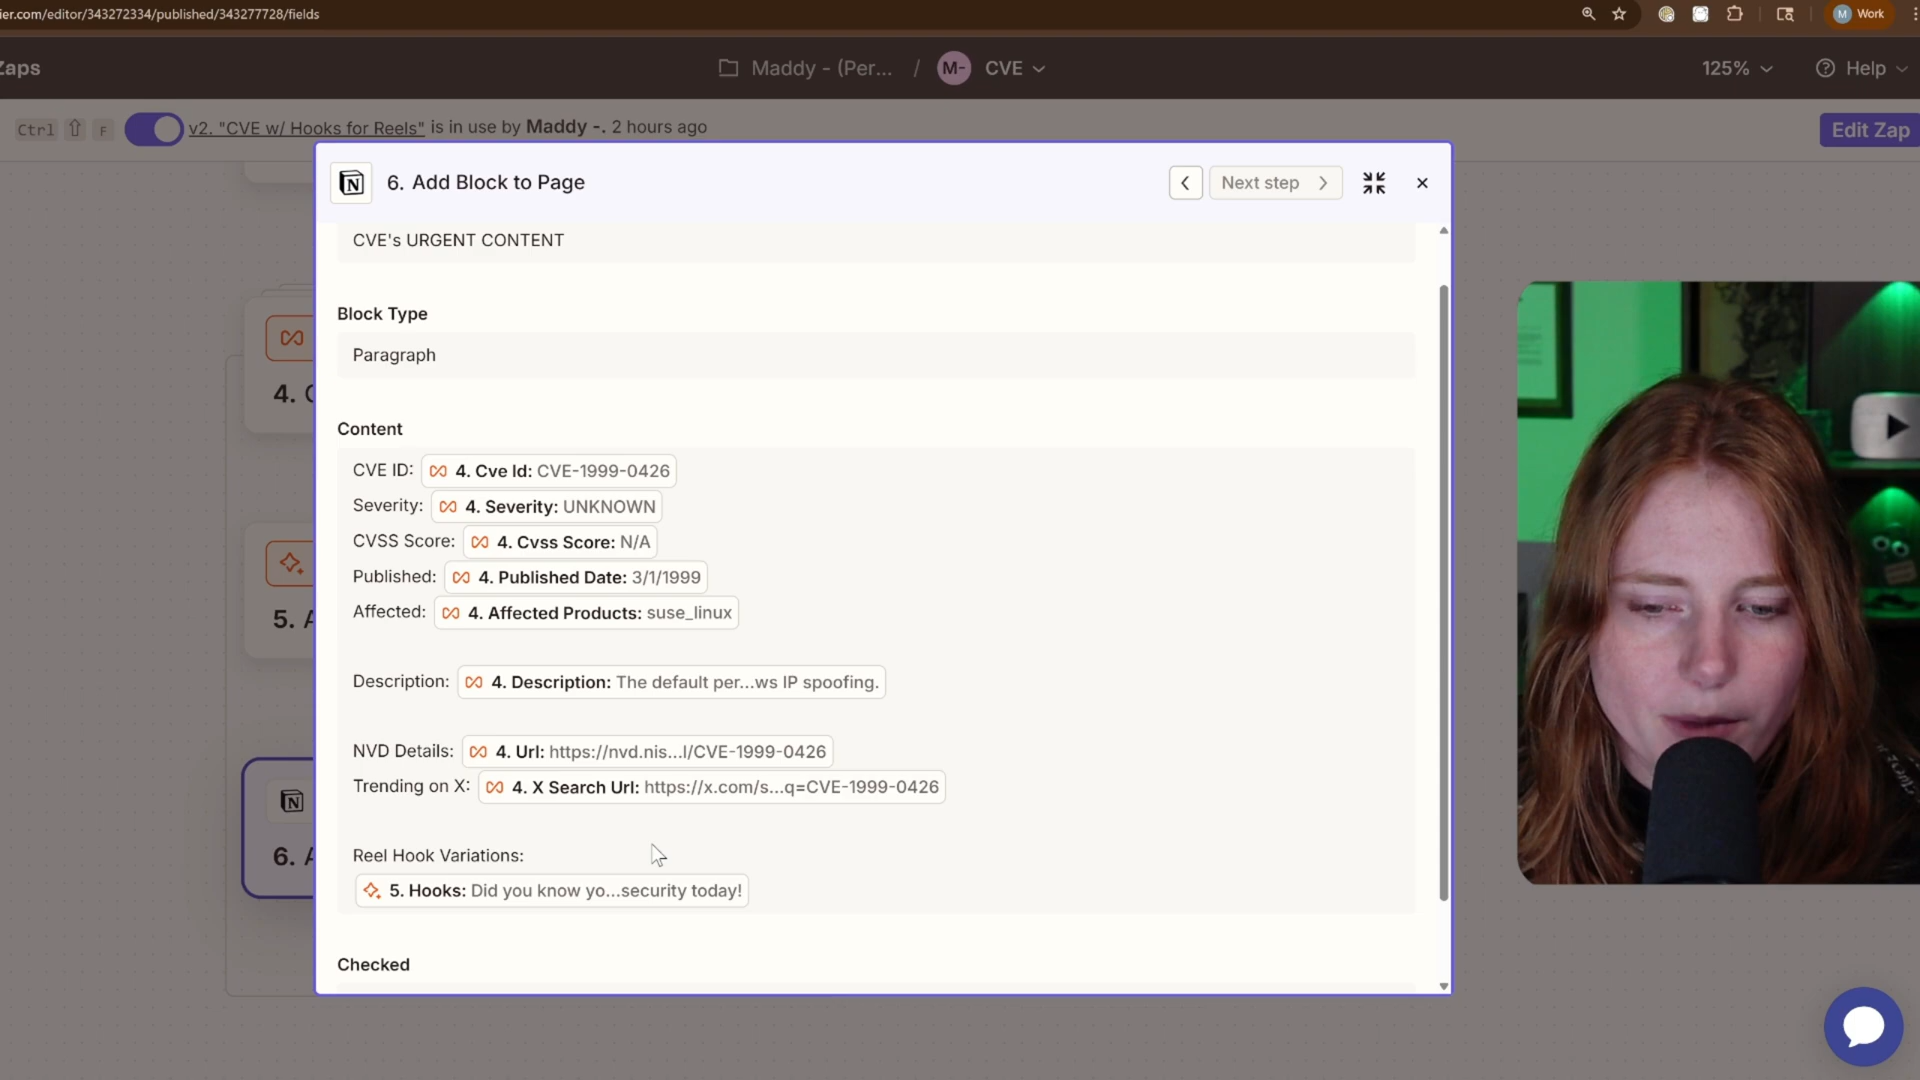 ier.com/editor/343272334/published/343277728/fields
Work
Zaps
Maddy - (Per... / M- CVE
125%
Help
Ctrl F
v2. "CVE w/ Hooks for Reels" is in use by Maddy -. 2 hours ago
Edit Zap
6. Add Block to Page
Next step
CVE's URGENT CONTENT
Block Type
Paragraph
Content
CVE ID: 4. Cve Id: CVE-1999-0426
Severity: 4. Severity: UNKNOWN
CVSS Score: 4. Cvss Score: N/A
Published: 4. Published Date: 3/1/1999
Affected: 4. Affected Products: suse_linux
Description: 4. Description: The default per...ws IP spoofing.
NVD Details: 4. Url: https://nvd.nis...l/CVE-1999-0426
Trending on X: 4. X Search Url: https://x.com/s...q=CVE-1999-0426
Reel Hook Variations:
5. Hooks: Did you know yo...security today!
Checked
4. C
5. A
6. A